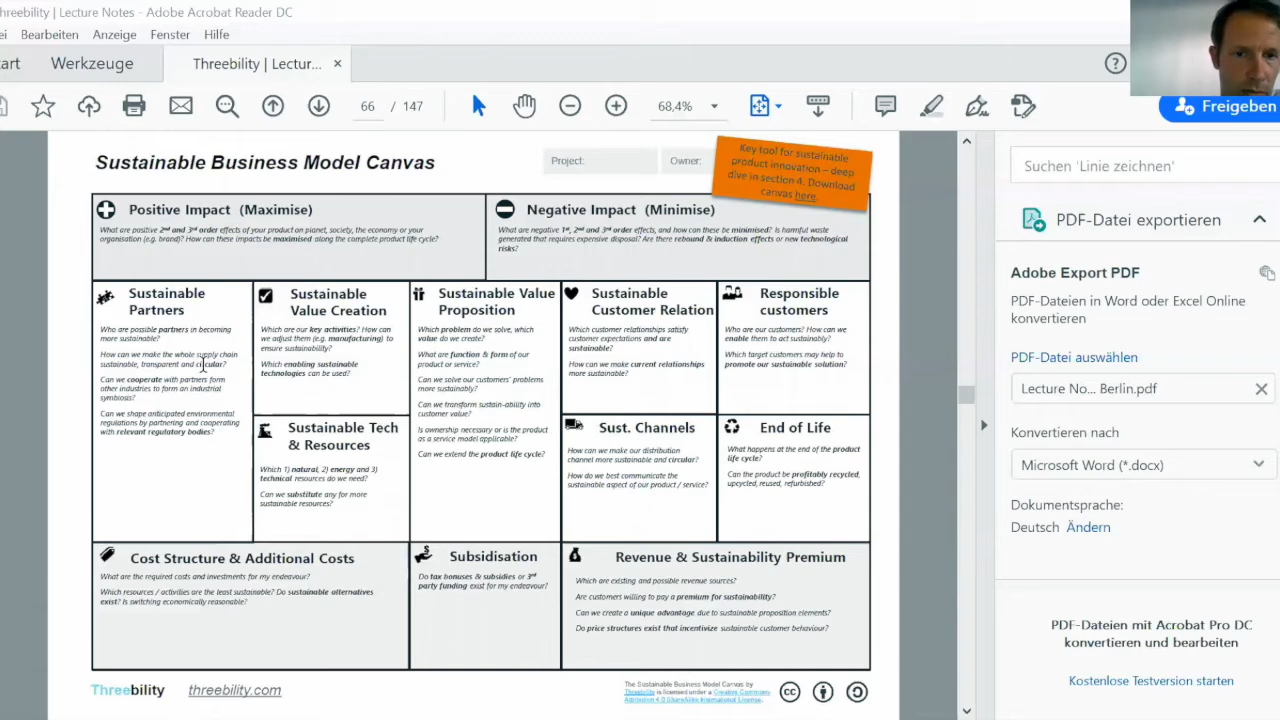 Threebility | Lecture Notes - Adobe Acrobat Reader DC
ei Bearbeiten Anzeige Fenster Hilfe
art Werkzeuge Threebility | Lectur... ×
66 / 147 68,4%
Freigeben
Sustainable Business Model Canvas
Project:
Owner:
Key tool for sustainable
product innovation – deep
dive in section 4. Download
canvas here.
Positive Impact (Maximise)
What are positive 2nd and 3rd order effects of your product on planet, society, the economy or your
organisation (e.g. brand)? How can these impacts be maximised along the complete product life cycle?
Negative Impact (Minimise)
What are negative 1st, 2nd and 3rd order effects, and how can these be minimised? Is harmful waste
generated that requires expensive disposal? Are there rebound & induction effects or new technological
risks?
Sustainable
Partners
Who are possible partners in becoming
more sustainable?
How can we make the whole supply chain
sustainable, transparent and circular?
Can we cooperate with partners form
other industries to form an industrial
symbiosis?
Can we shape anticipated environmental
regulations by partnering and cooperating
with relevant regulatory bodies?
Sustainable
Value Creation
Which are our key activities? How can
we adjust them (e.g. manufacturing) to
ensure sustainability?
Which enabling sustainable
technologies can be used?
Sustainable Tech
& Resources
Which 1) natural, 2) energy and 3)
technical resources do we need?
Can we substitute any for more
sustainable resources?
Sustainable Value
Proposition
Which problem do we solve, which
value do we create?
What are function & form of our
product or service?
Can we solve our customers' problems
more sustainably?
Can we transform sustain-ability into
customer value?
Is ownership necessary or is the product
as a service model applicable?
Can we extend the product life cycle?
Sustainable
Customer Relation
Which customer relationships satisfy
customer expectations and are
sustainable?
How can we make current relationships
more sustainable?
Sust. Channels
How can we make our distribution
channel more sustainable and circular?
How do we best communicate the
sustainable aspect of our product / service?
Responsible
customers
Who are our customers? How can we
enable them to act sustainably?
Which target customers may help to
promote our sustainable solution?
End of Life
What happens at the end of the product
life cycle?
Can the product be profitably recycled,
upcycled, reused, refurbished?
Cost Structure & Additional Costs
What are the required costs and investments for my endeavour?
Which resources / activities are the least sustainable? Do sustainable alternatives
exist? Is switching economically reasonable?
Subsidisation
Do tax bonuses & subsidies or 3rd
party funding exist for my endeavour?
Revenue & Sustainability Premium
Which are existing and possible revenue sources?
Are customers willing to pay a premium for sustainability?
Can we create a unique advantage due to sustainable proposition elements?
Do price structures exist that incentivize sustainable customer behaviour?
Threebility threebility.com
The Sustainable Business Model Canvas by
Threebility is licensed under a Creative Commons
Attribution 4.0 ShareAlike International License.
Suchen 'Linie zeichnen'
PDF-Datei exportieren
Adobe Export PDF
PDF-Dateien in Word oder Excel Online
konvertieren
PDF-Datei auswählen
Lecture No... Berlin.pdf ×
Konvertieren nach
Microsoft Word (*.docx)
Dokumentsprache:
Deutsch Ändern
PDF-Dateien mit Acrobat Pro DC
konvertieren und bearbeiten
Kostenlose Testversion starten